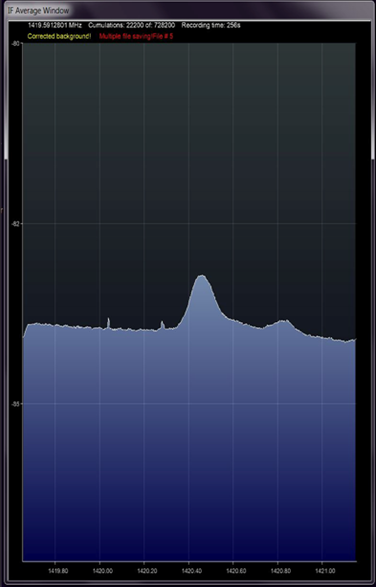 IF Average Window
1419.5912801 MHz Cumulations: 22200 of: 728200 Recording time: 256s
Corrected background! Multiple file saving!File # 5
-80
-82
-85
1419.80 1420.00 1420.20 1420.40 1420.60 1420.80 1421.00